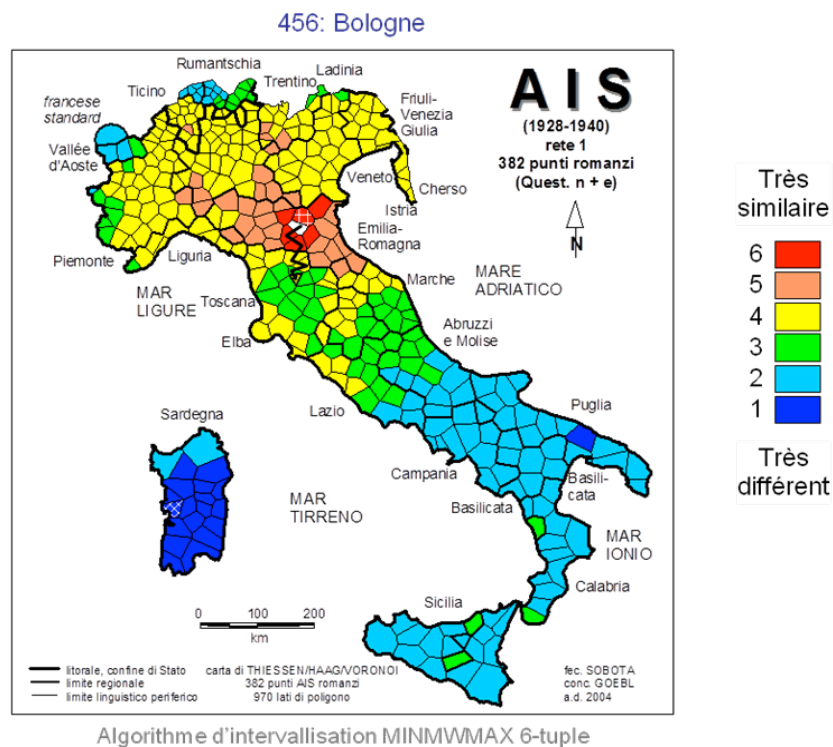 456: Bologne
AIS
(1928-1940)
rete 1
382 punti romanzi
(Quest. n + e)
N
Rumantschia
Ladinia
Ticino
Trentino
francese
standard
Friuli-
Venezia
Giulia
Vallée
d'Aoste
Veneto
Cherso
Istria
Emilia-
Romagna
Piemonte
Liguria
Marche
MARE
ADRIATICO
MAR
LIGURE
Toscana
Elba
Abruzzi
e Molise
Lazio
Puglia
Sardegna
Campania
Basili-
cata
Basilicata
MAR
TIRRENO
MAR
IONIO
Calabria
Sicilia
0 100 200
km
litorale, confine di Stato
limite regionale
limite linguistico periferico
carta di THIESSEN/HAAG/VORONOI
382 punti AIS romanzi
970 lati di poligono
fec. SOBOTA
conc. GOEBL
a.d. 2004
Très
similaire
6
5
4
3
2
1
Très
différent
Algorithme d'intervallisation MINMWMAX 6-tuple